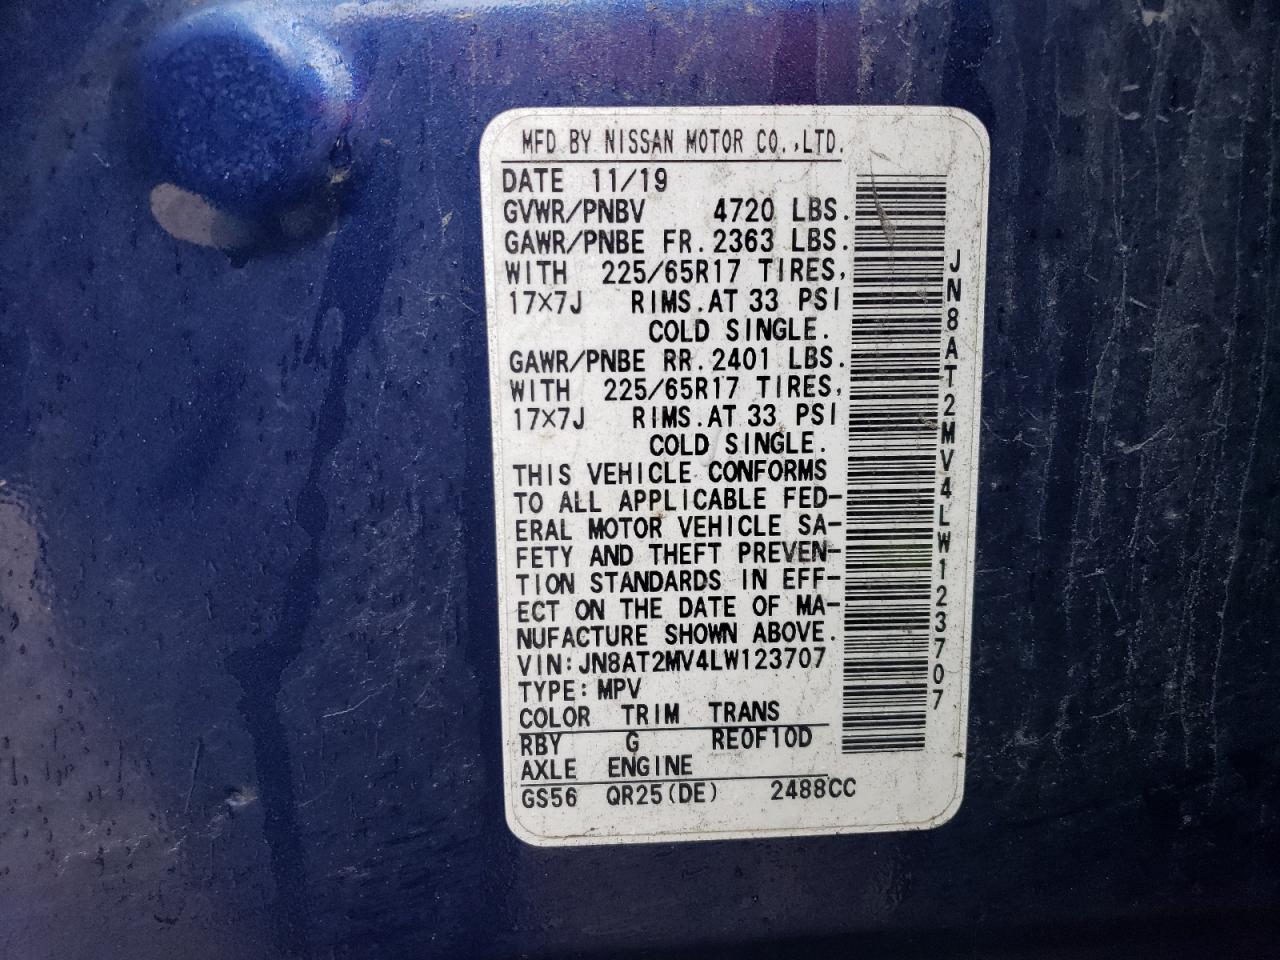 MFD BY NISSAN MOTOR CO.,LTD.
DATE 11/19
GVWR/PNBV 4720 LBS.
GAWR/PNBE FR.2363 LBS.
WITH 225/65R17 TIRES,
17X7J RIMS.AT 33 PSI
COLD SINGLE.
GAWR/PNBE RR.2401 LBS.
WITH 225/65R17 TIRES,
17X7J RIMS.AT 33 PSI
COLD SINGLE.
THIS VEHICLE CONFORMS
TO ALL APPLICABLE FED-
ERAL MOTOR VEHICLE SA-
FETY AND THEFT PREVEN-
TION STANDARDS IN EFF-
ECT ON THE DATE OF MA-
NUFACTURE SHOWN ABOVE.
VIN:JN8AT2MV4LW123707
TYPE:MPV
COLOR TRIM TRANS
RBY G RE0F10D
AXLE ENGINE
GS56 QR25(DE) 2488CC
JN8AT2MV4LW123707